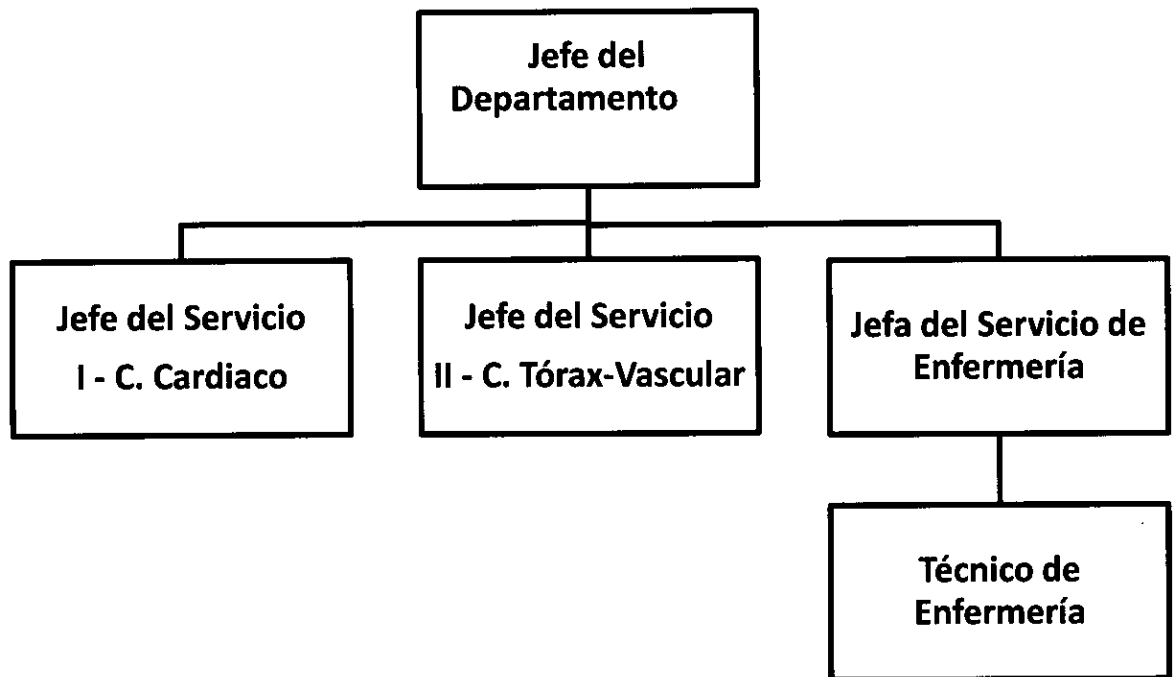 Jefe del
Departamento
Jefe del Servicio
I - C. Cardiaco
Jefe del Servicio
II - C. Tórax-Vascular
Jefa del Servicio de
Enfermería
Técnico de
Enfermería